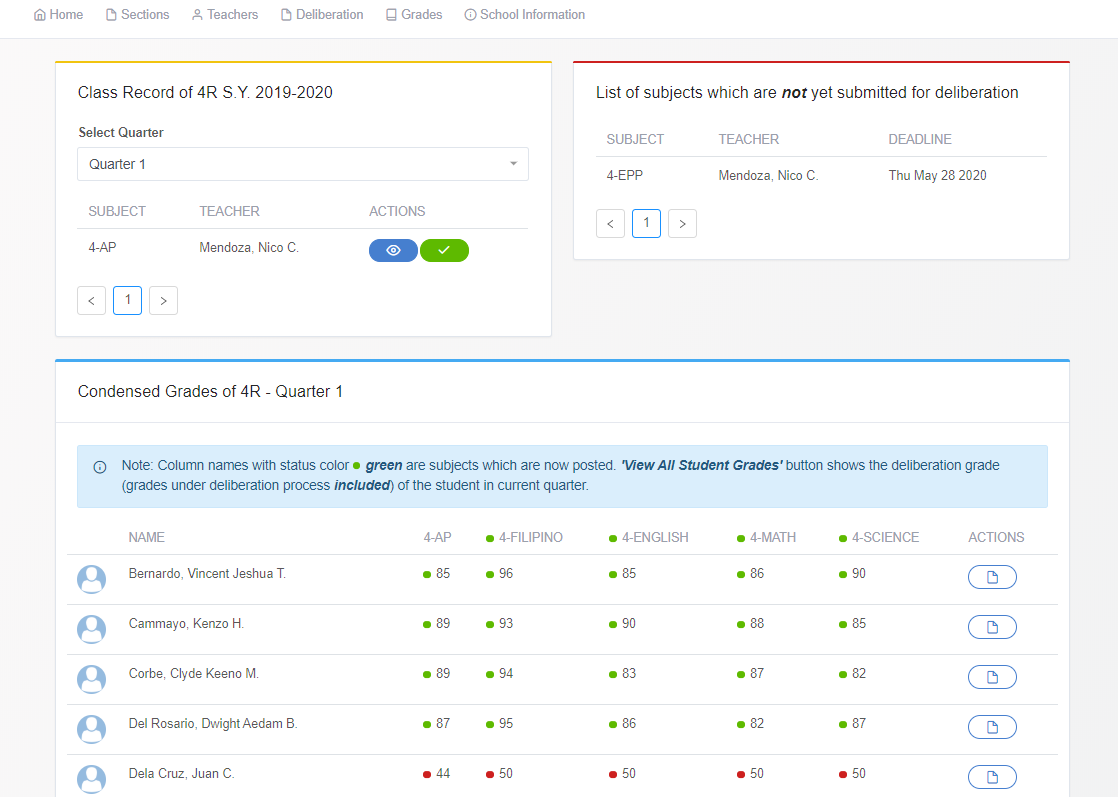 Home Sections Teachers Deliberation Grades School Information
Class Record of 4R S.Y. 2019-2020
Select Quarter
Quarter 1
SUBJECT TEACHER ACTIONS
4-AP Mendoza, Nico C.
< 1 >
List of subjects which are not yet submitted for deliberation
SUBJECT TEACHER DEADLINE
4-EPP Mendoza, Nico C. Thu May 28 2020
< 1 >
Condensed Grades of 4R - Quarter 1
Note: Column names with status color green are subjects which are now posted. 'View All Student Grades' button shows the deliberation grade
(grades under deliberation process included) of the student in current quarter.
NAME 4-AP 4-FILIPINO 4-ENGLISH 4-MATH 4-SCIENCE ACTIONS
Bernardo, Vincent Jeshua T. 85 96 85 86 90
Cammayo, Kenzo H. 89 93 90 88 85
Corbe, Clyde Keeno M. 89 94 83 87 82
Del Rosario, Dwight Aedam B. 87 95 86 82 87
Dela Cruz, Juan C. 44 50 50 50 50